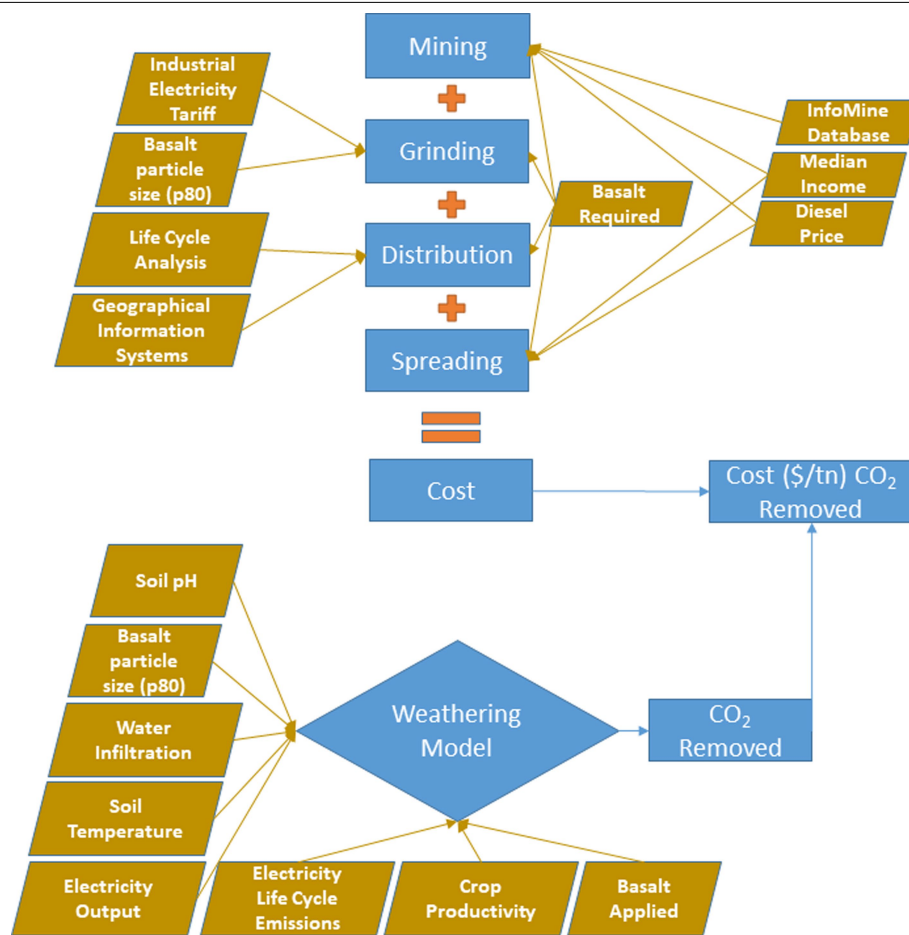 Mining
Industrial
Electricity
Tariff
InfoMine
Database
Grinding
Basalt
particle
size (p80)
Median
Income
Basalt
Required
Diesel
Price
Life Cycle
Analysis
Distribution
Geographical
Information
Systems
Spreading
Cost
Cost ($/tn) CO₂
Removed
Soil pH
Basalt
particle
size (p80)
Water
Infiltration
Weathering
Model
CO₂
Removed
Soil
Temperature
Electricity
Output
Electricity
Life Cycle
Emissions
Crop
Productivity
Basalt
Applied